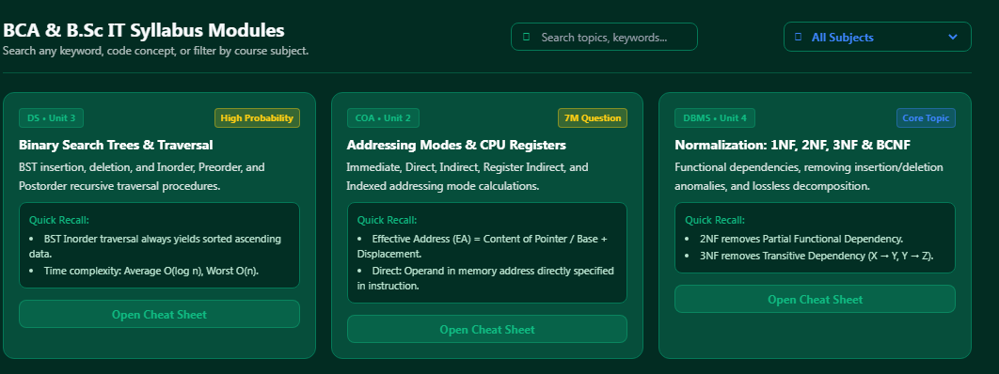 BCA & B.Sc IT Syllabus Modules
Search any keyword, code concept, or filter by course subject.
Search topics, keywords...
All Subjects
DS • Unit 3
High Probability
Binary Search Trees & Traversal
BST insertion, deletion, and Inorder, Preorder, and
Postorder recursive traversal procedures.
Quick Recall:
• BST Inorder traversal always yields sorted ascending
data.
• Time complexity: Average O(log n), Worst O(n).
Open Cheat Sheet
COA • Unit 2
7M Question
Addressing Modes & CPU Registers
Immediate, Direct, Indirect, Register Indirect, and
Indexed addressing mode calculations.
Quick Recall:
• Effective Address (EA) = Content of Pointer / Base +
Displacement.
• Direct: Operand in memory address directly specified
in instruction.
Open Cheat Sheet
DBMS • Unit 4
Core Topic
Normalization: 1NF, 2NF, 3NF & BCNF
Functional dependencies, removing insertion/deletion
anomalies, and lossless decomposition.
Quick Recall:
• 2NF removes Partial Functional Dependency.
• 3NF removes Transitive Dependency (X → Y, Y → Z).
Open Cheat Sheet